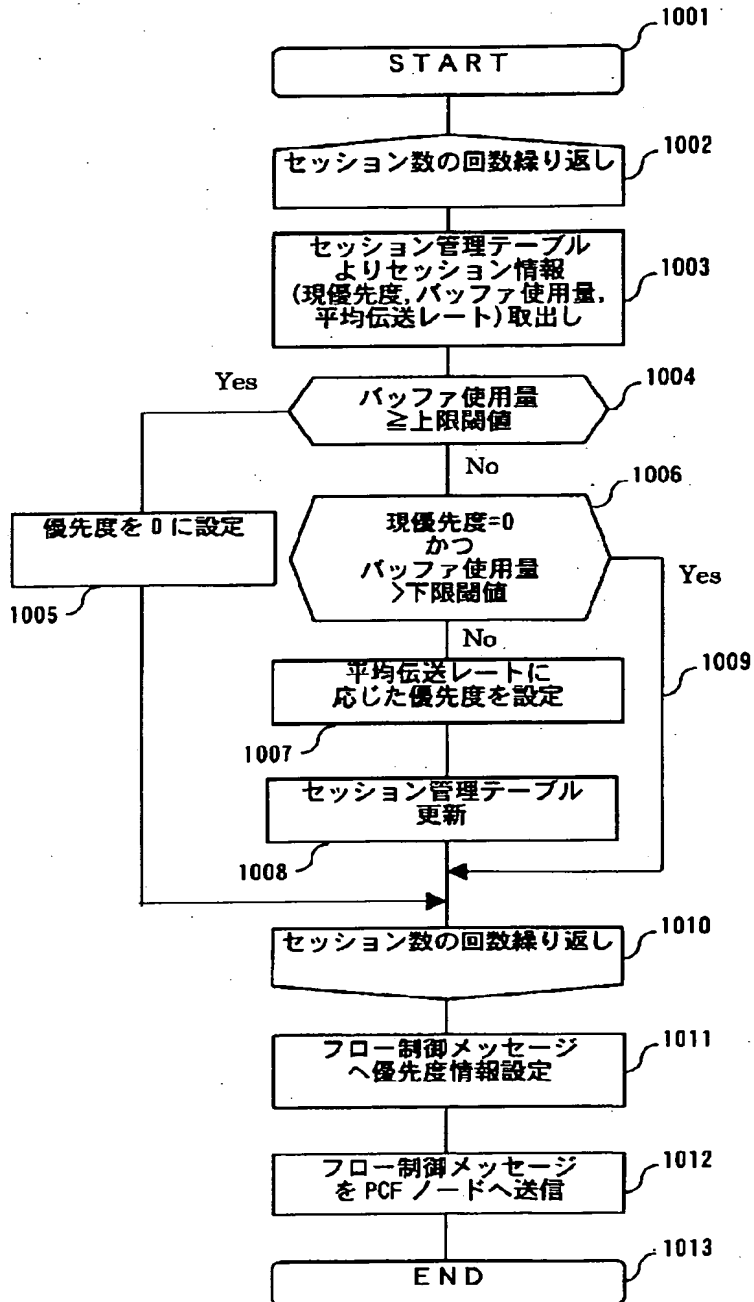 1001
START
セッション数の回数繰り返し
1002
セッション管理テーブル
よりセッション情報
(現優先度,バッファ使用量,
平均伝送レート)取出し
1003
Yes
バッファ使用量
≧上限閾値
1004
No
1006
優先度を0に設定
1005
現優先度=0
かつ
バッファ使用量
>下限閾値
Yes
No
1009
平均伝送レートに
応じた優先度を設定
1007
セッション管理テーブル
更新
1008
セッション数の回数繰り返し
1010
フロー制御メッセージ
へ優先度情報設定
1011
フロー制御メッセージ
を PCF ノードへ送信
1012
END
1013